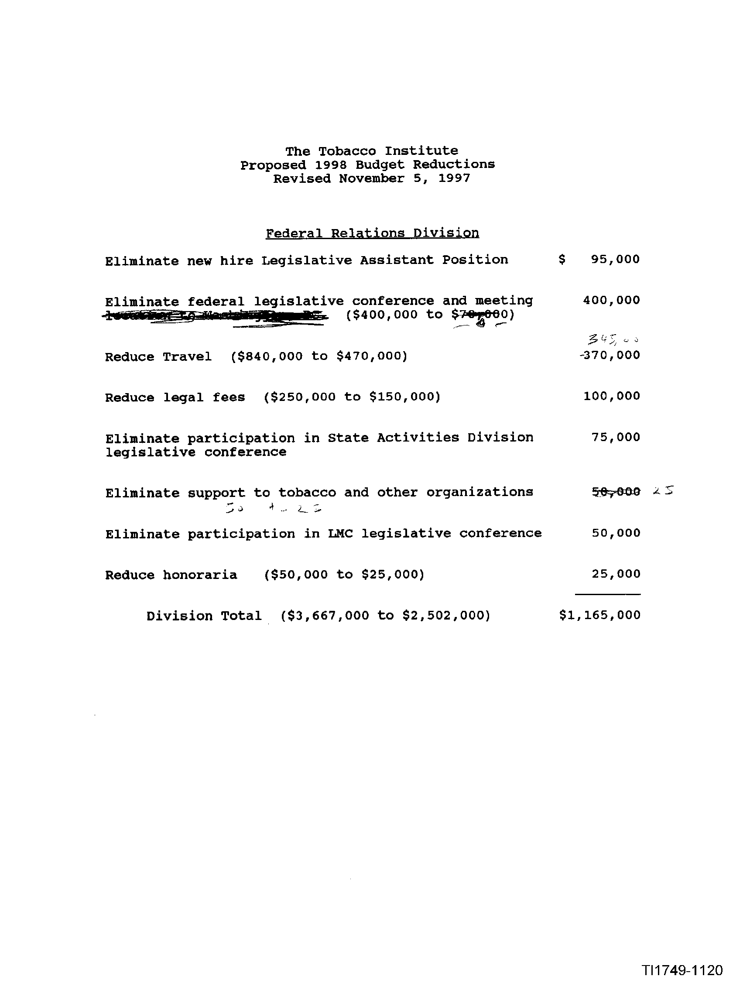 The Tobacco Institute
Proposed 1998 Budget Reductions
Revised November 5, 1997
Federal Relations Division
Eliminate new hire Legislative Assistant Position $ 95,000
Eliminate federal legislative conference and meeting 400,000
($400,000 to $70,000)
0
345,00
Reduce Travel ($840,000 to $470,000) -370,000
Reduce legal fees ($250,000 to $150,000) 100,000
Eliminate participation in State Activities Division 75,000
legislative conference
Eliminate support to tobacco and other organizations 50,000 25
50 to 25
Eliminate participation in LMC legislative conference 50,000
Reduce honoraria ($50,000 to $25,000) 25,000
Division Total ($3,667,000 to $2,502,000) $1,165,000
TI1749-1120